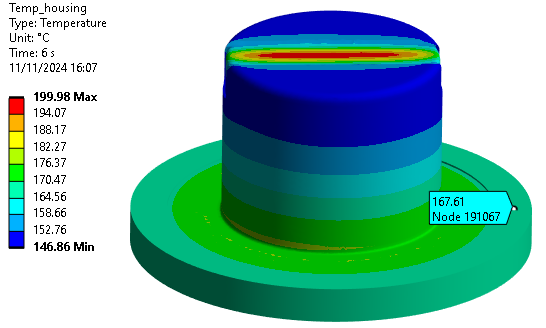 Temp_housing
Type: Temperature
Unit: °C
Time: 6 s
11/11/2024 16:07
199.98 Max
194.07
188.17
182.27
176.37
170.47
164.56
158.66
152.76
146.86 Min
167.61
Node 191067